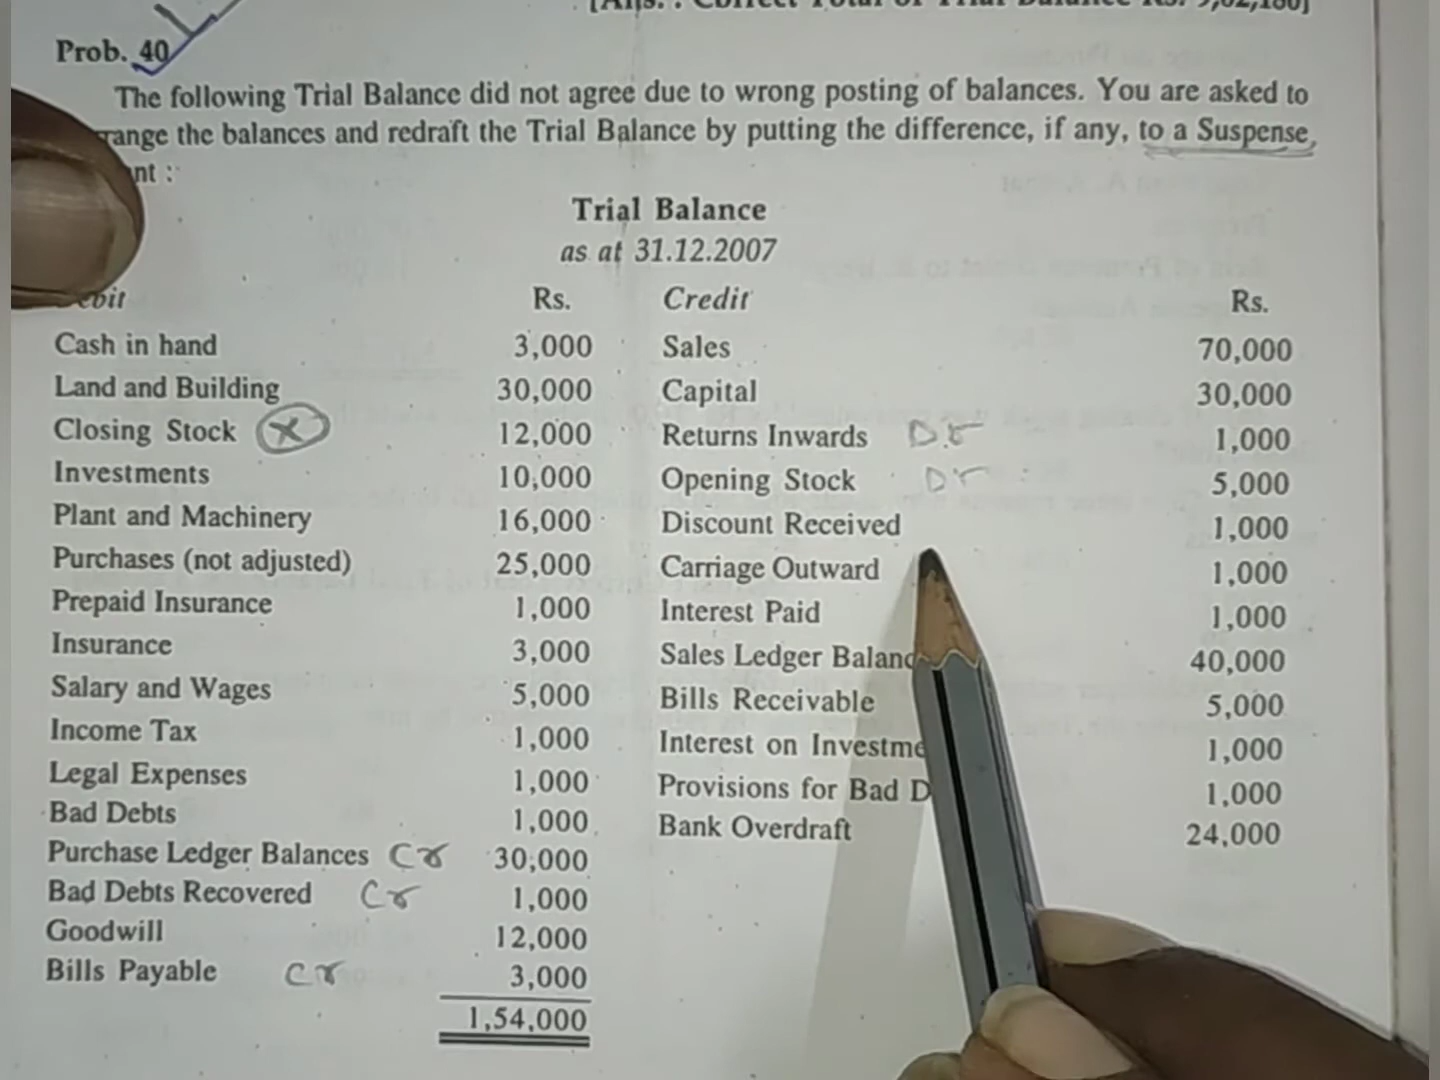 Prob. 40
The following Trial Balance did not agree due to wrong posting of balances. You are asked to
range the balances and redraft the Trial Balance by putting the difference, if any, to a Suspense
nt :
Trial Balance
as at 31.12.2007
ebit Rs. Credit Rs.
Cash in hand 3,000 Sales 70,000
Land and Building 30,000 Capital 30,000
Closing Stock X 12,000 Returns Inwards Dr 1,000
Investments 10,000 Opening Stock Dr 5,000
Plant and Machinery 16,000 Discount Received 1,000
Purchases (not adjusted) 25,000 Carriage Outward 1,000
Prepaid Insurance 1,000 Interest Paid 1,000
Insurance 3,000 Sales Ledger Balanc 40,000
Salary and Wages 5,000 Bills Receivable 5,000
Income Tax 1,000 Interest on Investme 1,000
Legal Expenses 1,000 Provisions for Bad D 1,000
Bad Debts 1,000 Bank Overdraft 24,000
Purchase Ledger Balances Cr 30,000
Bad Debts Recovered Cr 1,000
Goodwill 12,000
Bills Payable Cr 3,000
1,54,000